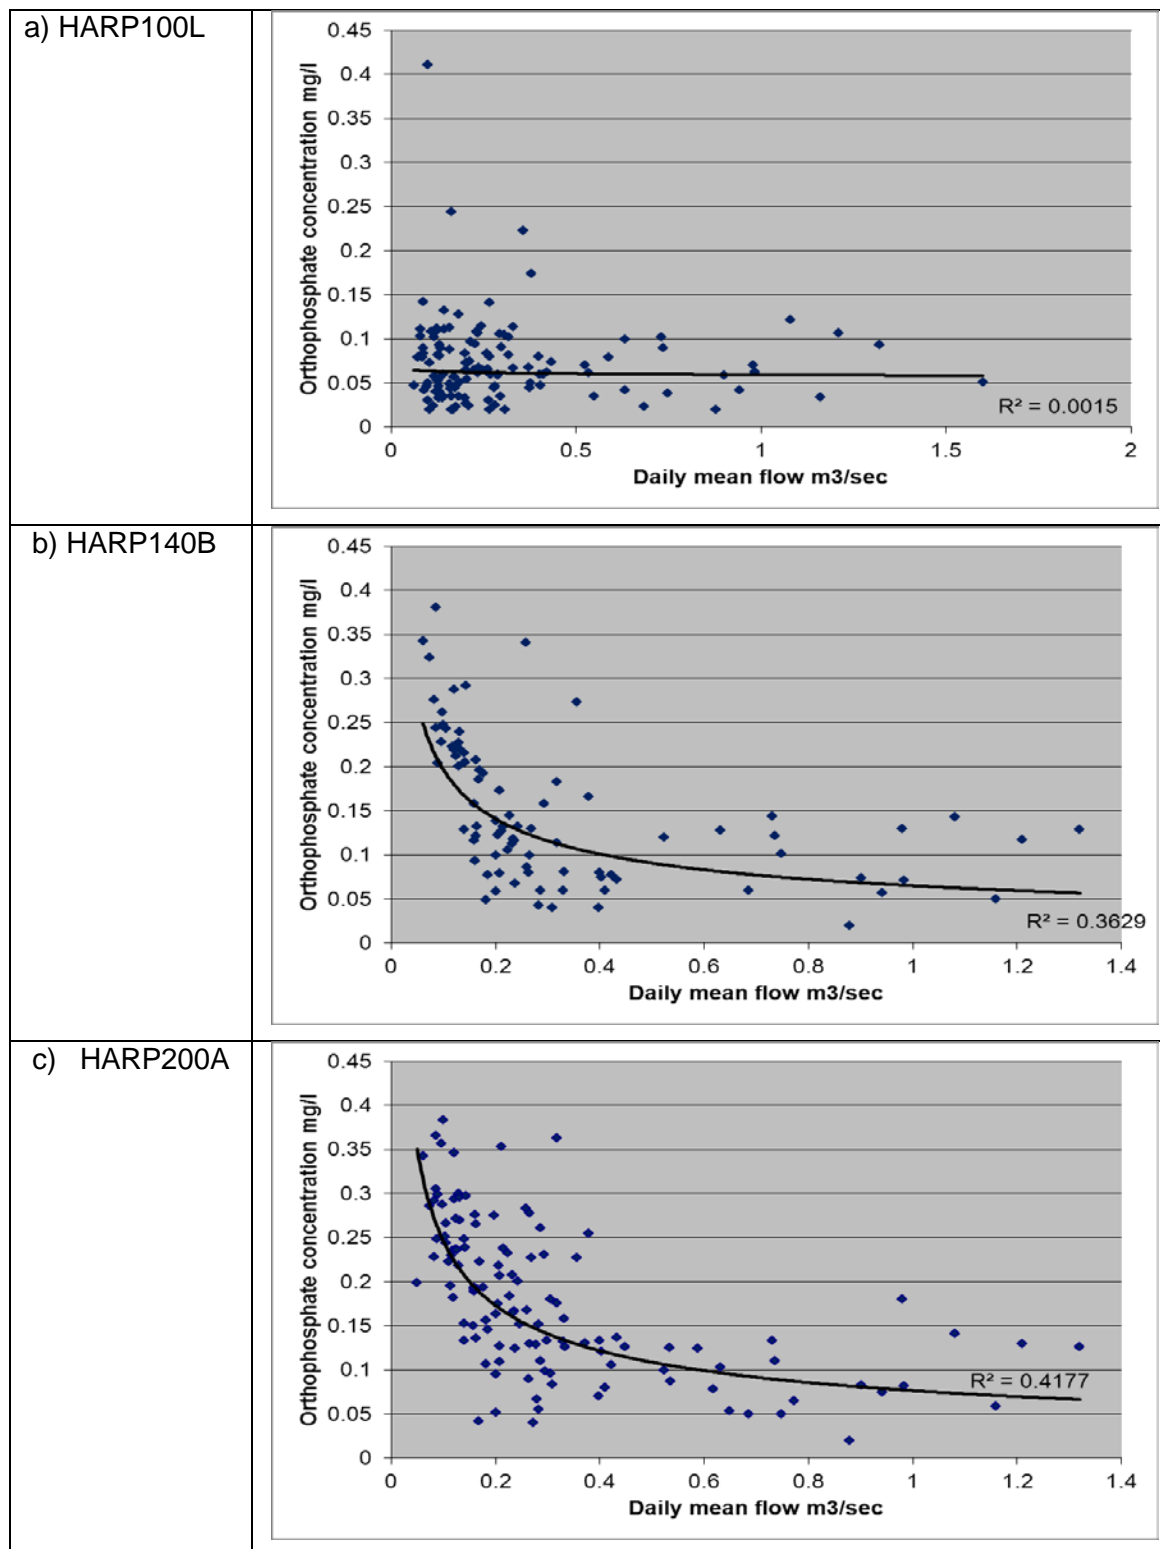 a) HARP100L
Orthophosphate concentration mg/l
0.45
0.4
0.35
0.3
0.25
0.2
0.15
0.1
0.05
0
R² = 0.0015
0 0.5 1 1.5 2
Daily mean flow m3/sec
b) HARP140B
Orthophosphate concentration mg/l
0.45
0.4
0.35
0.3
0.25
0.2
0.15
0.1
0.05
0
R² = 0.3629
0 0.2 0.4 0.6 0.8 1 1.2 1.4
Daily mean flow m3/sec
c) HARP200A
Orthophosphate concentration mg/l
0.45
0.4
0.35
0.3
0.25
0.2
0.15
0.1
0.05
0
R² = 0.4177
0 0.2 0.4 0.6 0.8 1 1.2 1.4
Daily mean flow m3/sec